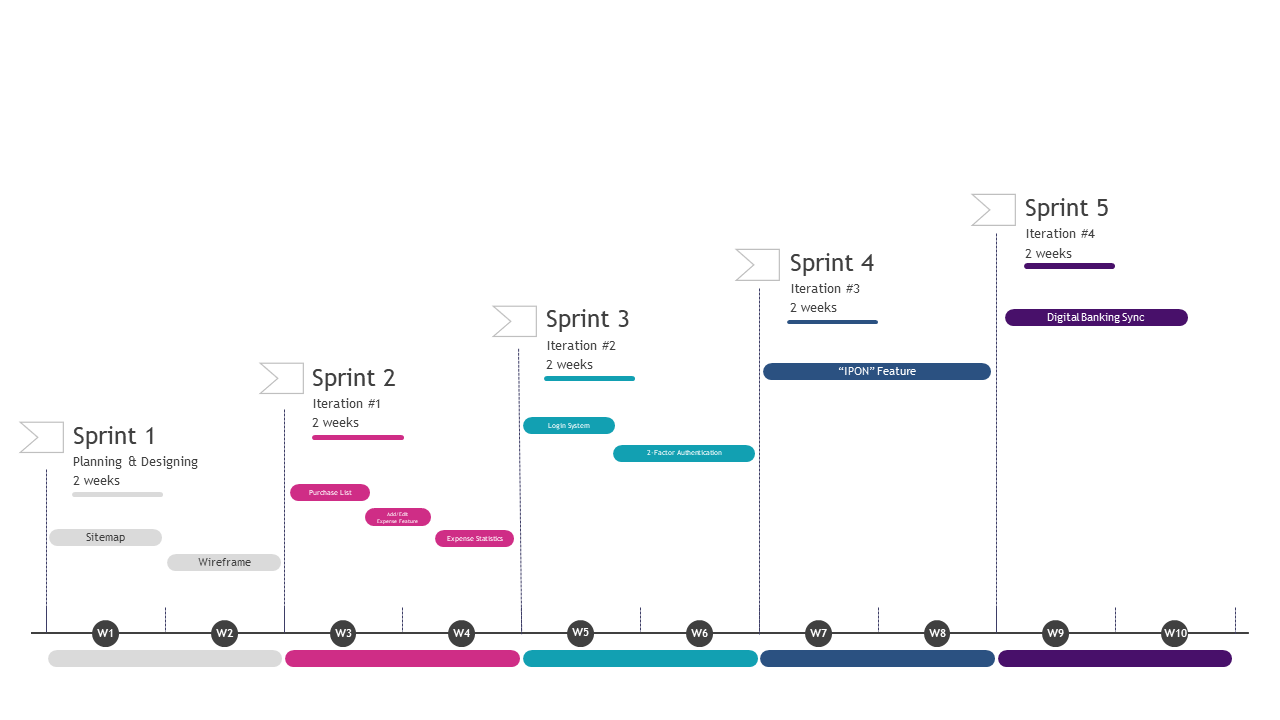 Sprint 1
Planning & Designing
2 weeks
Sitemap
Wireframe
Sprint 2
Iteration #1
2 weeks
Purchase List
Add/Edit
Expense Feature
Expense Statistics
Sprint 3
Iteration #2
2 weeks
Login System
2-Factor Authentication
Sprint 4
Iteration #3
2 weeks
“IPON” Feature
Sprint 5
Iteration #4
2 weeks
Digital Banking Sync
W1 W2 W3 W4 W5 W6 W7 W8 W9 W10